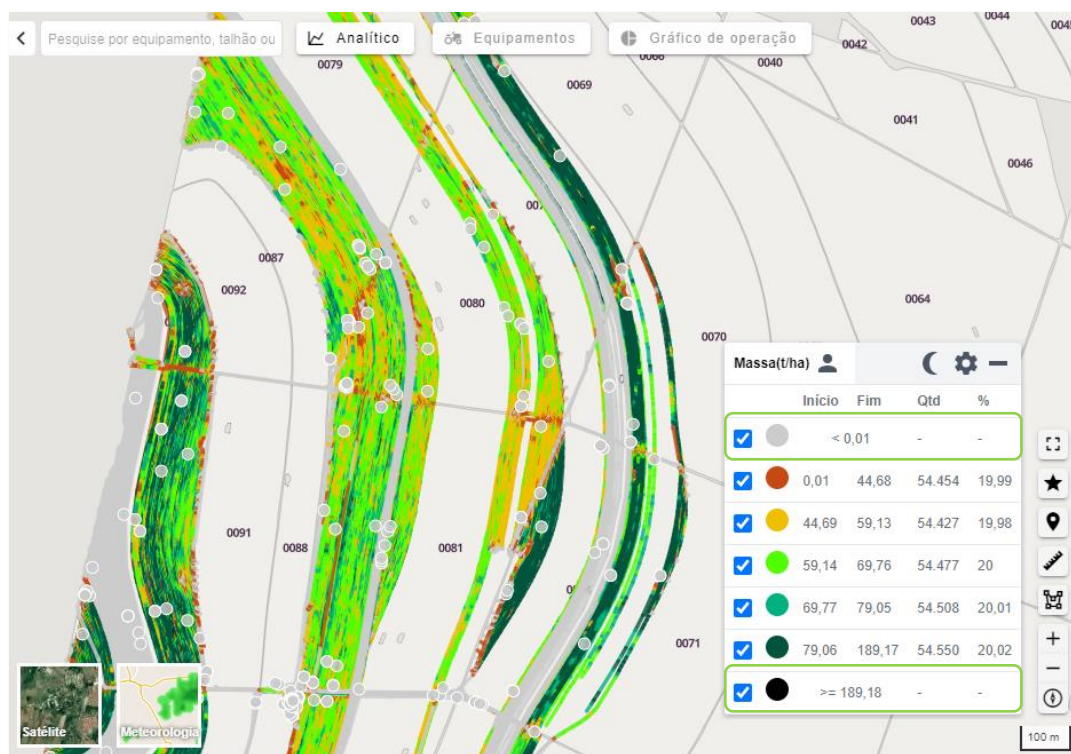 Pesquise por equipamento, talhão ou
Analítico
Equipamentos
Gráfico de operação
0043
0044
0042
0079
0040
0069
0041
0046
0087
0092
0080
0064
0070
0091
0088
0081
0071
Massa(t/ha)
Início Fim Qtd %
< 0,01 - -
0,01 44,68 54.454 19,99
44,69 59,13 54.427 19,98
59,14 69,76 54.477 20
69,77 79,05 54.508 20,01
79,06 189,17 54.550 20,02
>= 189,18 - -
Satélite
Meteorologia
100 m